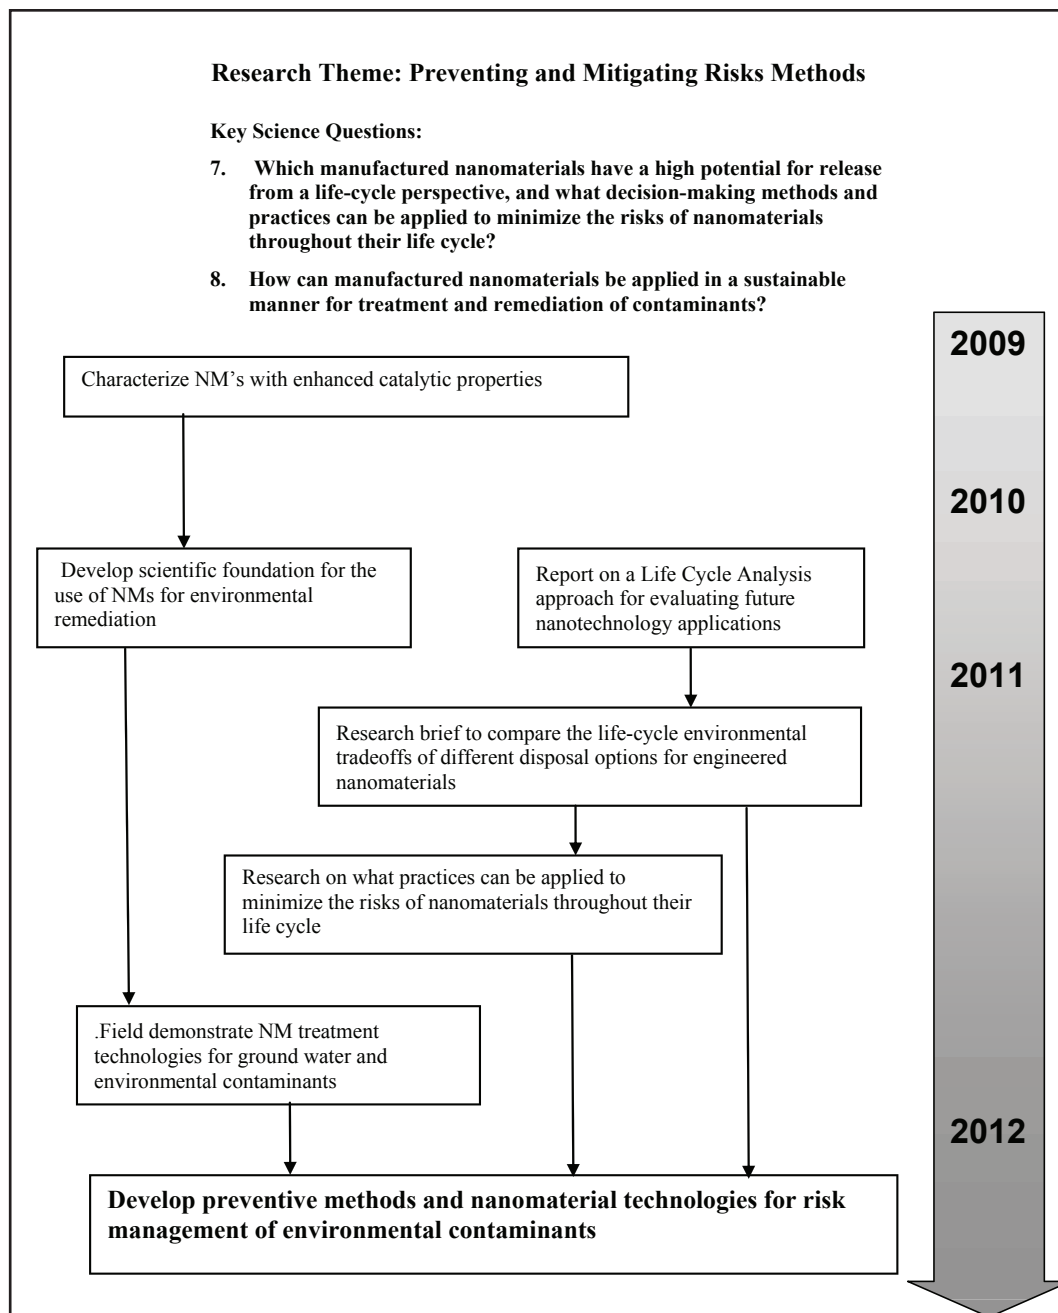 Research Theme: Preventing and Mitigating Risks Methods
Key Science Questions:
7. Which manufactured nanomaterials have a high potential for release
from a life-cycle perspective, and what decision-making methods and
practices can be applied to minimize the risks of nanomaterials
throughout their life cycle?
8. How can manufactured nanomaterials be applied in a sustainable
manner for treatment and remediation of contaminants?
2009
Characterize NM's with enhanced catalytic properties
2010
Develop scientific foundation for the
use of NMs for environmental
remediation
Report on a Life Cycle Analysis
approach for evaluating future
nanotechnology applications
2011
Research brief to compare the life-cycle environmental
tradeoffs of different disposal options for engineered
nanomaterials
Research on what practices can be applied to
minimize the risks of nanomaterials throughout their
life cycle
.Field demonstrate NM treatment
technologies for ground water and
environmental contaminants
2012
Develop preventive methods and nanomaterial technologies for risk
management of environmental contaminants